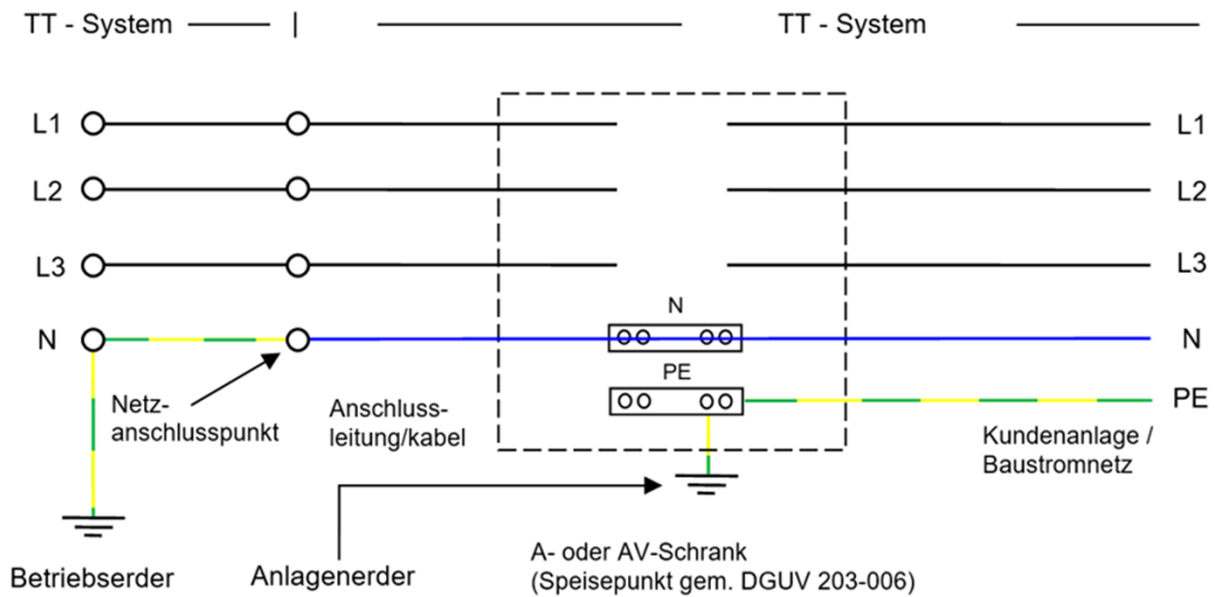 TT - System
TT - System
L1
L1
L2
L2
L3
L3
N
N
N
PE
PE
Netz-
anschlusspunkt
Anschluss-
leitung/kabel
Kundenanlage /
Baustromnetz
Betriebserder
Anlagenerder
A- oder AV-Schrank
(Speisepunkt gem. DGUV 203-006)